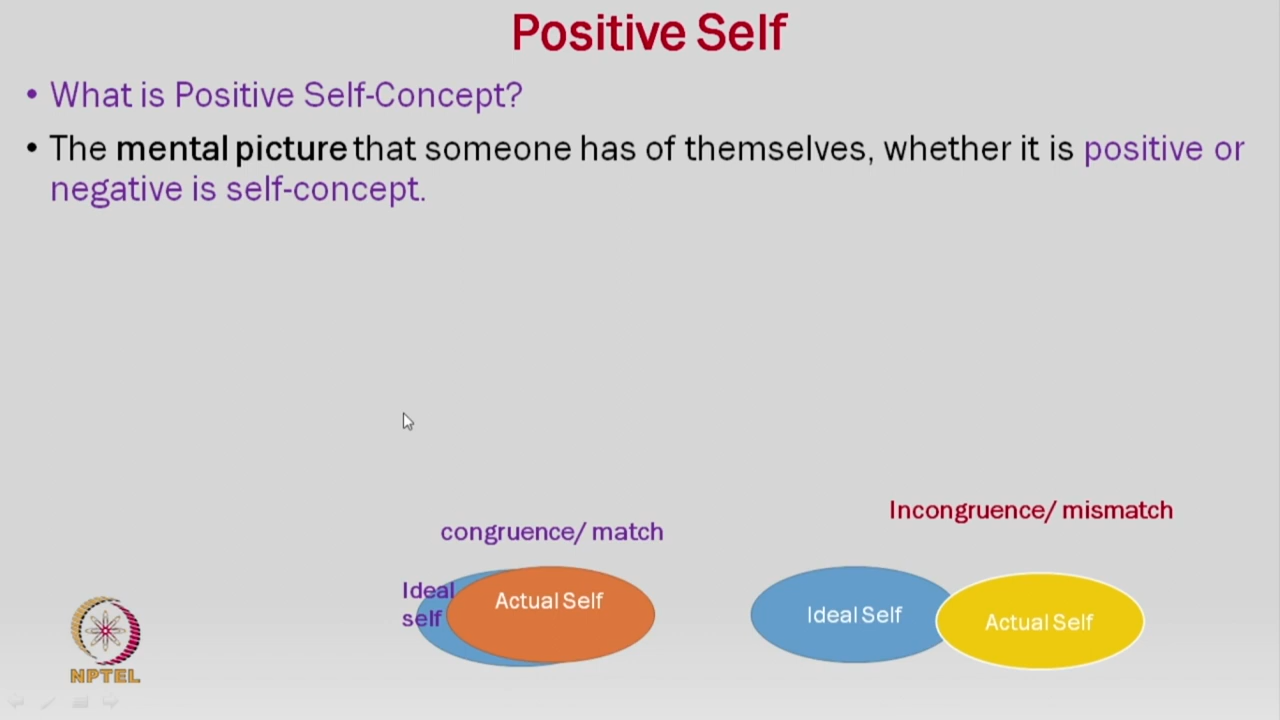 Positive Self
• What is Positive Self-Concept?
• The mental picture that someone has of themselves, whether it is positive or
negative is self-concept.
Incongruence/ mismatch
congruence/ match
Ideal
self
Actual Self
Ideal Self
Actual Self
NPTEL